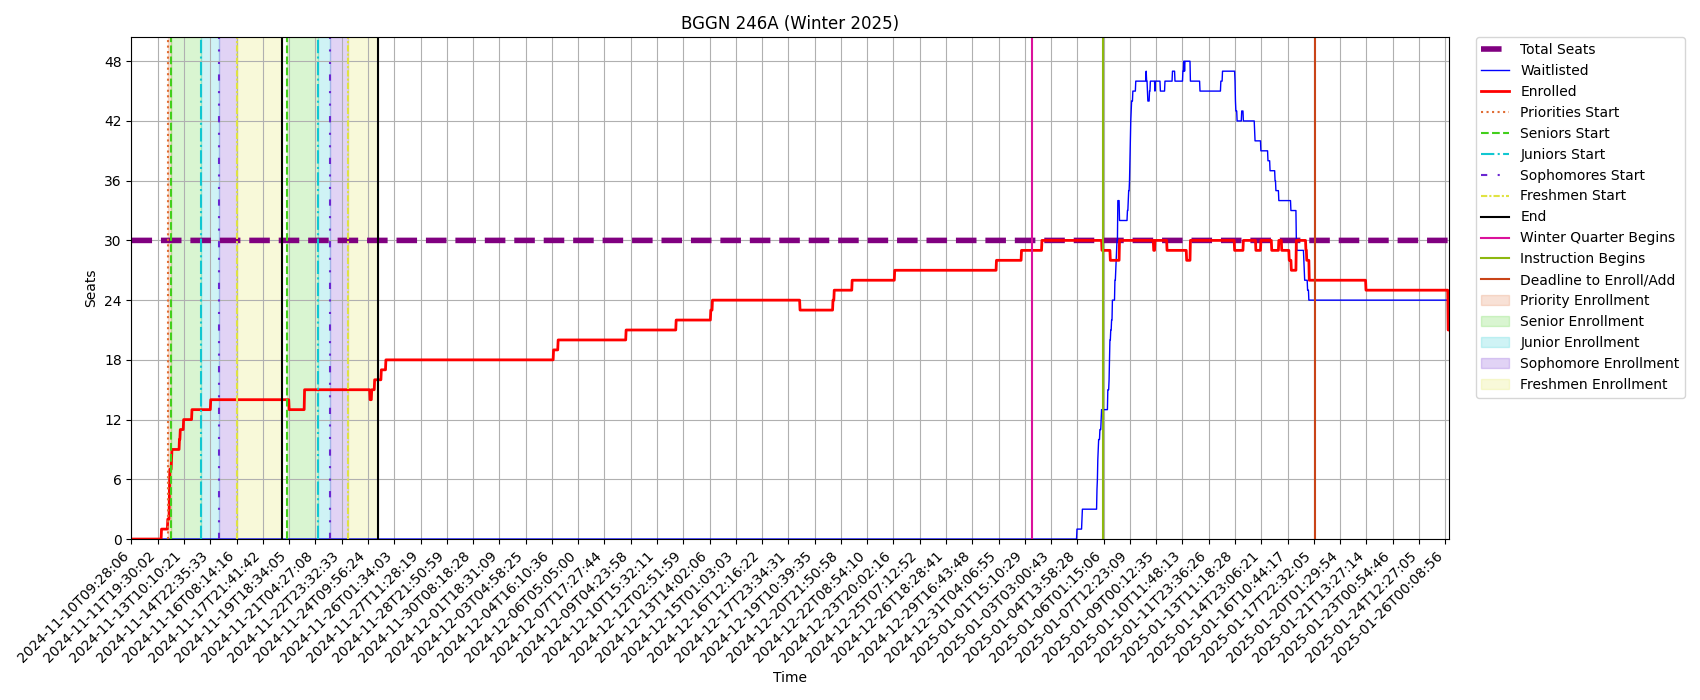 BGGN 246A (Winter 2025)
Seats
48
42
36
30
24
18
12
6
0
2024-11-10T09:28:06
2024-11-11T19:30:02
2024-11-13T10:10:21
2024-11-14T22:35:33
2024-11-16T08:14:16
2024-11-17T21:41:42
2024-11-19T18:34:05
2024-11-21T04:27:08
2024-11-22T22:32:33
2024-11-24T09:56:24
2024-11-26T01:34:03
2024-11-27T11:28:19
2024-11-28T21:50:59
2024-11-30T08:18:28
2024-12-01T18:31:09
2024-12-03T04:58:25
2024-12-04T16:10:36
2024-12-06T05:05:00
2024-12-07T17:27:44
2024-12-09T04:23:58
2024-12-10T15:32:11
2024-12-12T02:51:59
2024-12-13T14:02:06
2024-12-15T01:03:03
2024-12-16T12:16:22
2024-12-17T23:34:31
2024-12-19T10:39:35
2024-12-20T21:50:58
2024-12-22T08:54:10
2024-12-23T20:02:16
2024-12-25T07:12:52
2024-12-26T18:28:41
2024-12-29T16:43:48
2024-12-31T04:06:55
2025-01-01T15:10:29
2025-01-03T03:00:43
2025-01-04T13:58:28
2025-01-06T01:15:06
2025-01-07T12:23:09
2025-01-09T00:12:35
2025-01-10T11:48:13
2025-01-11T23:36:26
2025-01-13T11:18:28
2025-01-14T23:06:21
2025-01-16T10:44:17
2025-01-17T22:32:05
2025-01-20T01:29:54
2025-01-21T13:27:14
2025-01-23T00:54:46
2025-01-24T12:27:05
2025-01-26T00:08:56
Time
Total Seats
Waitlisted
Enrolled
Priorities Start
Seniors Start
Juniors Start
Sophomores Start
Freshmen Start
End
Winter Quarter Begins
Instruction Begins
Deadline to Enroll/Add
Priority Enrollment
Senior Enrollment
Junior Enrollment
Sophomore Enrollment
Freshmen Enrollment